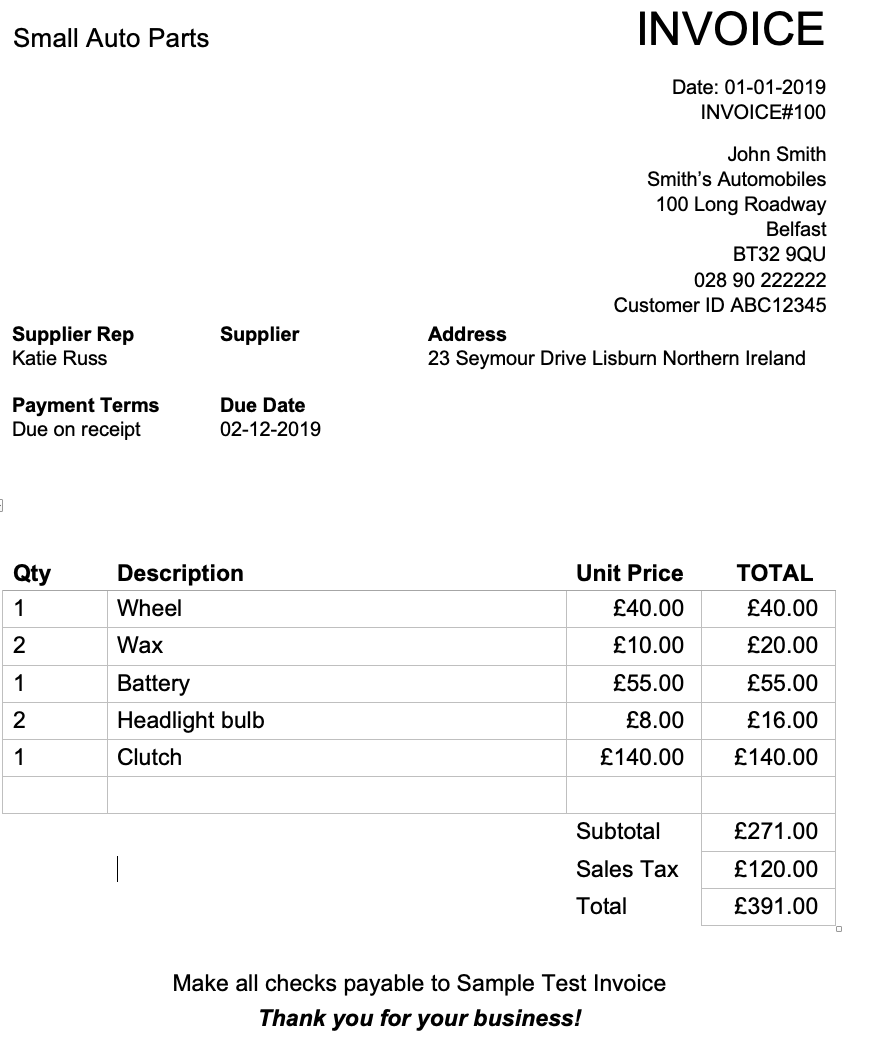 Small Auto Parts
INVOICE
Date: 01-01-2019
INVOICE#100
John Smith
Smith’s Automobiles
100 Long Roadway
Belfast
BT32 9QU
028 90 222222
Customer ID ABC12345
Supplier Rep Supplier Address
Katie Russ 23 Seymour Drive Lisburn Northern Ireland
Payment Terms Due Date
Due on receipt 02-12-2019
Qty Description Unit Price TOTAL
1 Wheel £40.00 £40.00
2 Wax £10.00 £20.00
1 Battery £55.00 £55.00
2 Headlight bulb £8.00 £16.00
1 Clutch £140.00 £140.00
Subtotal £271.00
Sales Tax £120.00
Total £391.00
Make all checks payable to Sample Test Invoice
Thank you for your business!